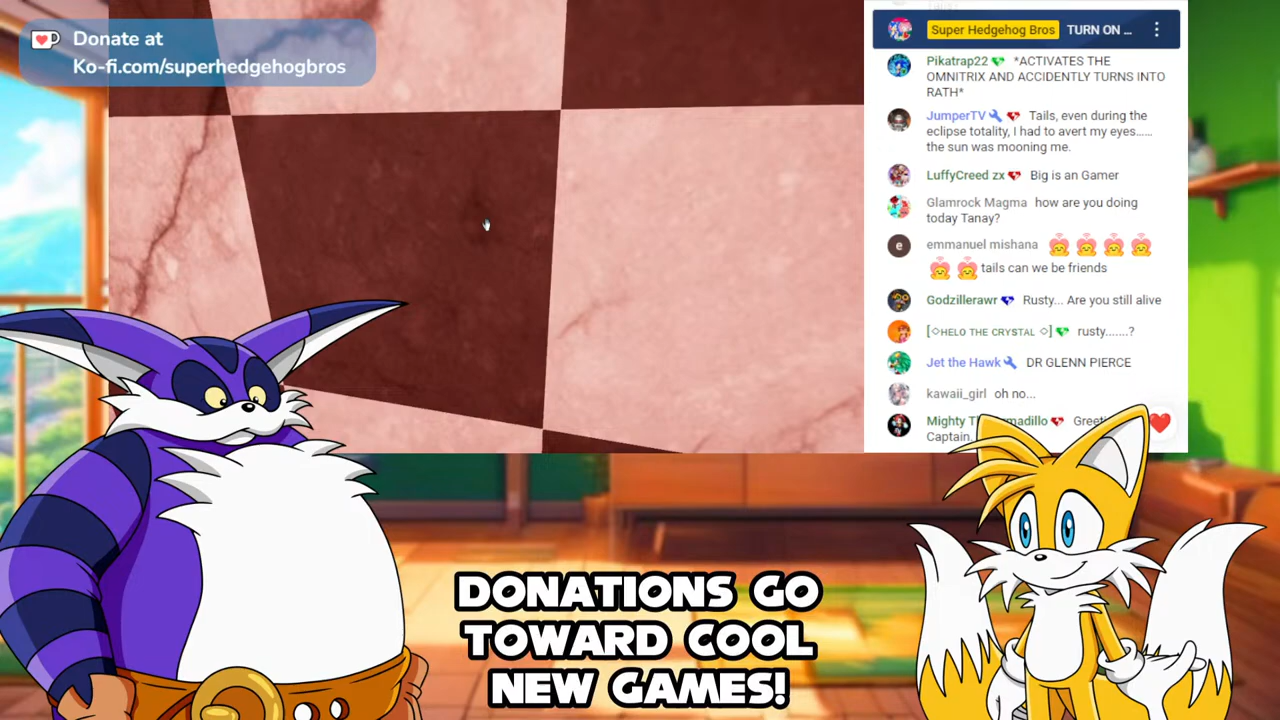 Donate at
Ko-fi.com/superhedgehogbros
Super Hedgehog Bros TURN ON ...
Pikatrap22 *ACTIVATES THE
OMNITRIX AND ACCIDENTLY TURNS INTO
RATH*
JumperTV Tails, even during the
eclipse totality, I had to avert my eyes......
the sun was mooning me.
LuffyCreed zx Big is an Gamer
Glamrock Magma how are you doing
today Tanay?
e
emmanuel mishana
tails can we be friends
Godzillerawr Rusty... Are you still alive
[◇HELO THE CRYSTAL ◇] rusty.......?
Jet the Hawk DR GLENN PIERCE
kawaii_girl oh no...
Mighty
Captain.
DONATIONS GO
TOWARD COOL
NEW GAMES!